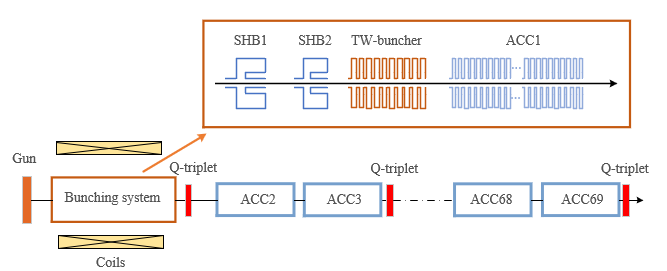 SHB1 SHB2 TW-buncher ACC1
Gun
Q-triplet Q-triplet Q-triplet
Bunching system ACC2 ACC3 ACC68 ACC69
Coils